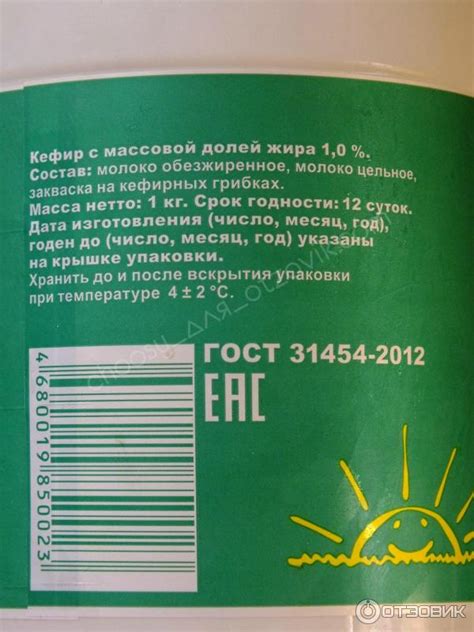 Кефир с массовой долей жира 1,0 %.
Состав: молоко обезжиренное, молоко цельное,
закваска на кефирных грибках.
Масса нетто: 1 кг. Срок годности: 12 суток.
Дата изготовления (число, месяц, год),
годен до (число, месяц, год) указаны
на крышке упаковки.
Хранить до и после вскрытия упаковки
при температуре 4 ± 2 °С.
ГОСТ 31454-2012
ЕАС
4 680019 850023
choosy_для_otzovik.com
ОТЗОВИК